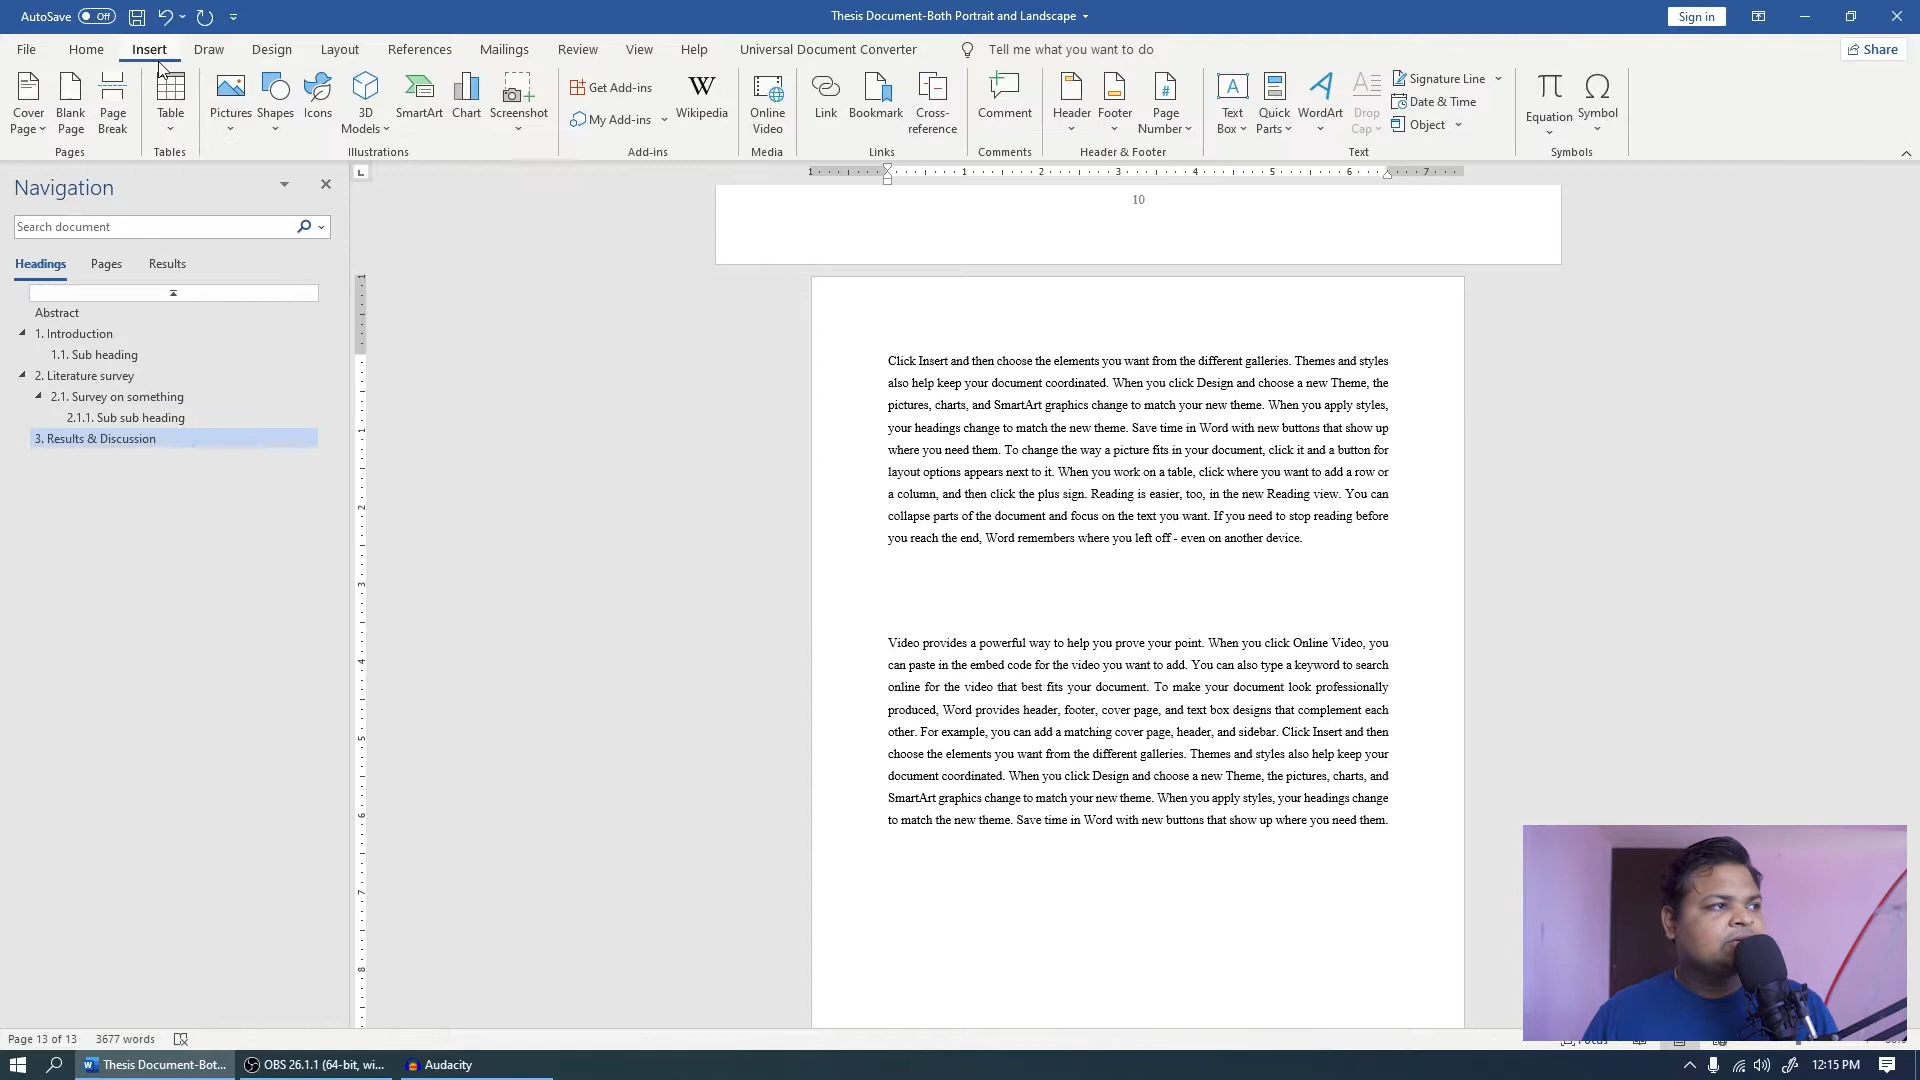 AutoSave Off
Thesis Document-Both Portrait and Landscape
Sign in
File Home Insert Draw Design Layout References Mailings Review View Help Universal Document Converter Tell me what you want to do Share
Cover Page
Blank Page
Page Break
Pages
Table
Tables
Pictures
Shapes
Icons
3D Models
SmartArt
Chart
Screenshot
Illustrations
Get Add-ins
My Add-ins
W
Wikipedia
Add-ins
Online Video
Media
Link
Bookmark
Cross-reference
Links
Comment
Comments
Header
Footer
Page Number
Header & Footer
Text Box
Quick Parts
WordArt
Drop Cap
Signature Line
Date & Time
Object
Text
Equation
Symbol
Symbols
Navigation
Search document
Headings Pages Results
Abstract
1. Introduction
1.1. Sub heading
2. Literature survey
2.1. Survey on something
2.1.1. Sub sub heading
3. Results & Discussion
1 1 2 3 4 5 6 7
1 1 2 3 4 5 6 7 8
10
Click Insert and then choose the elements you want from the different galleries. Themes and styles
also help keep your document coordinated. When you click Design and choose a new Theme, the
pictures, charts, and SmartArt graphics change to match your new theme. When you apply styles,
your headings change to match the new theme. Save time in Word with new buttons that show up
where you need them. To change the way a picture fits in your document, click it and a button for
layout options appears next to it. When you work on a table, click where you want to add a row or
a column, and then click the plus sign. Reading is easier, too, in the new Reading view. You can
collapse parts of the document and focus on the text you want. If you need to stop reading before
you reach the end, Word remembers where you left off - even on another device.
Video provides a powerful way to help you prove your point. When you click Online Video, you
can paste in the embed code for the video you want to add. You can also type a keyword to search
online for the video that best fits your document. To make your document look professionally
produced, Word provides header, footer, cover page, and text box designs that complement each
other. For example, you can add a matching cover page, header, and sidebar. Click Insert and then
choose the elements you want from the different galleries. Themes and styles also help keep your
document coordinated. When you click Design and choose a new Theme, the pictures, charts, and
SmartArt graphics change to match your new theme. When you apply styles, your headings change
to match the new theme. Save time in Word with new buttons that show up where you need them.
Page 13 of 13 3677 words
Thesis Document-Bot... OBS 26.1.1 (64-bit, wi... Audacity 12:15 PM